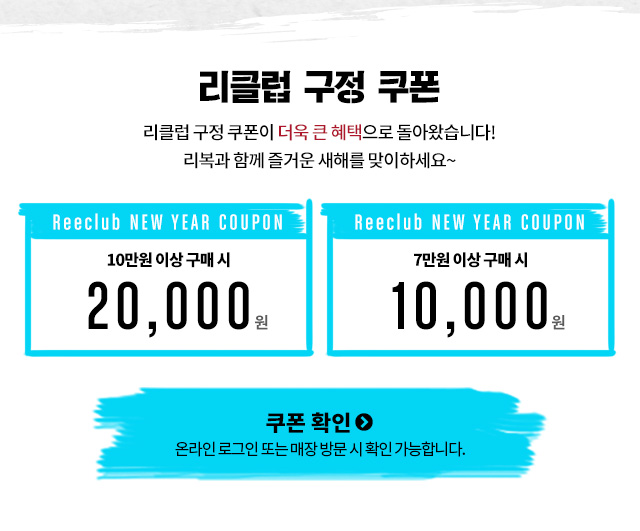 리클럽 구정 쿠폰
리클럽 구정 쿠폰이 더욱 큰 혜택으로 돌아왔습니다!
리복과 함께 즐거운 새해를 맞이하세요~
Reeclub NEW YEAR COUPON
10만원 이상 구매 시
20,000원
Reeclub NEW YEAR COUPON
7만원 이상 구매 시
10,000원
쿠폰 확인
온라인 로그인 또는 매장 방문 시 확인 가능합니다.